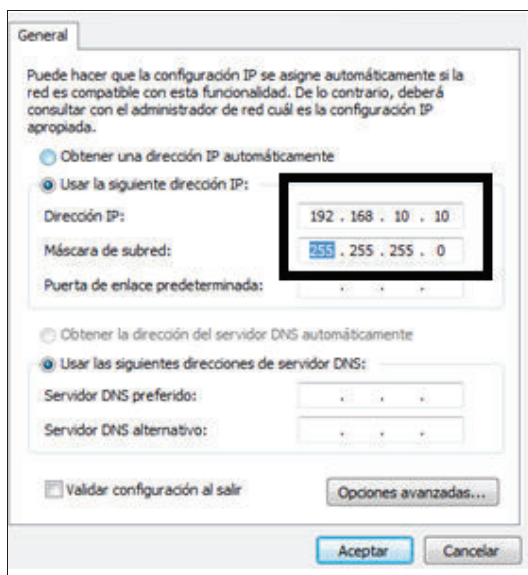 General
Puede hacer que la configuración IP se asigne automáticamente si la
red es compatible con esta funcionalidad. De lo contrario, deberá
consultar con el administrador de red cuál es la configuración IP
apropiada.
Obtener una dirección IP automáticamente
Usar la siguiente dirección IP:
Dirección IP: 192 . 168 . 10 . 10
Máscara de subred: 255 . 255 . 255 . 0
Puerta de enlace predeterminada: . . .
Obtener la dirección del servidor DNS automáticamente
Usar las siguientes direcciones de servidor DNS:
Servidor DNS preferido: . . .
Servidor DNS alternativo: . . .
Validar configuración al salir Opciones avanzadas...
Aceptar Cancelar